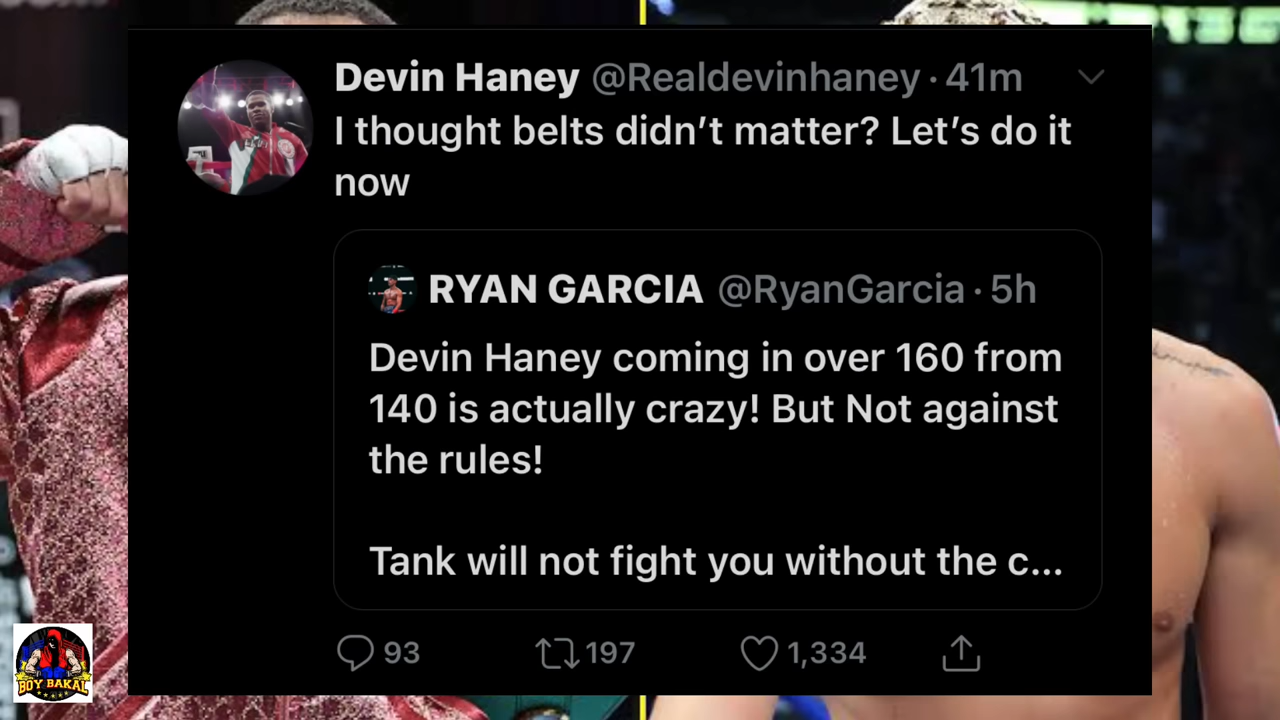 Devin Haney @Realdevinhaney · 41m
I thought belts didn’t matter? Let’s do it
now
RYAN GARCIA @RyanGarcia · 5h
Devin Haney coming in over 160 from
140 is actually crazy! But Not against
the rules!
Tank will not fight you without the c...
93 197 1,334
BOY BAKAL